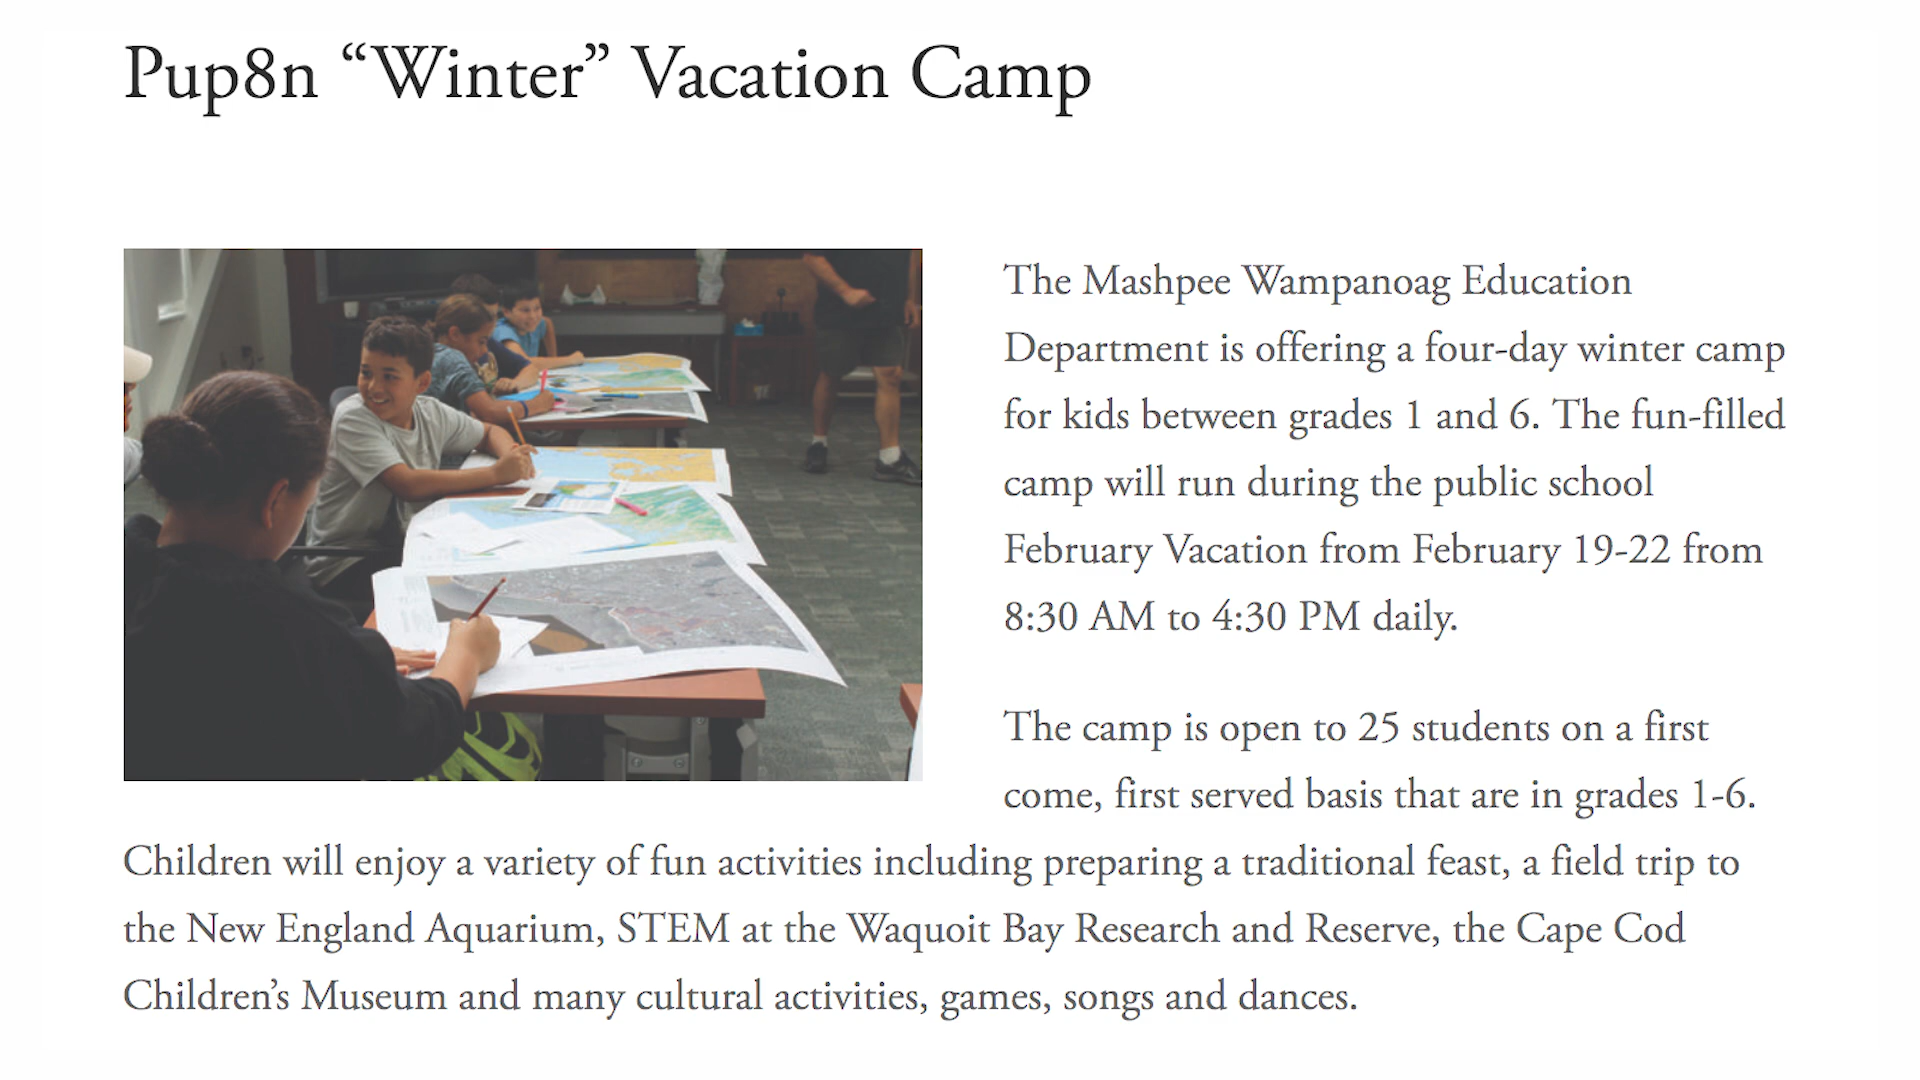 Pup8n “Winter” Vacation Camp
The Mashpee Wampanoag Education
Department is offering a four-day winter camp
for kids between grades 1 and 6. The fun-filled
camp will run during the public school
February Vacation from February 19-22 from
8:30 AM to 4:30 PM daily.
The camp is open to 25 students on a first
come, first served basis that are in grades 1-6.
Children will enjoy a variety of fun activities including preparing a traditional feast, a field trip to
the New England Aquarium, STEM at the Waquoit Bay Research and Reserve, the Cape Cod
Children’s Museum and many cultural activities, games, songs and dances.